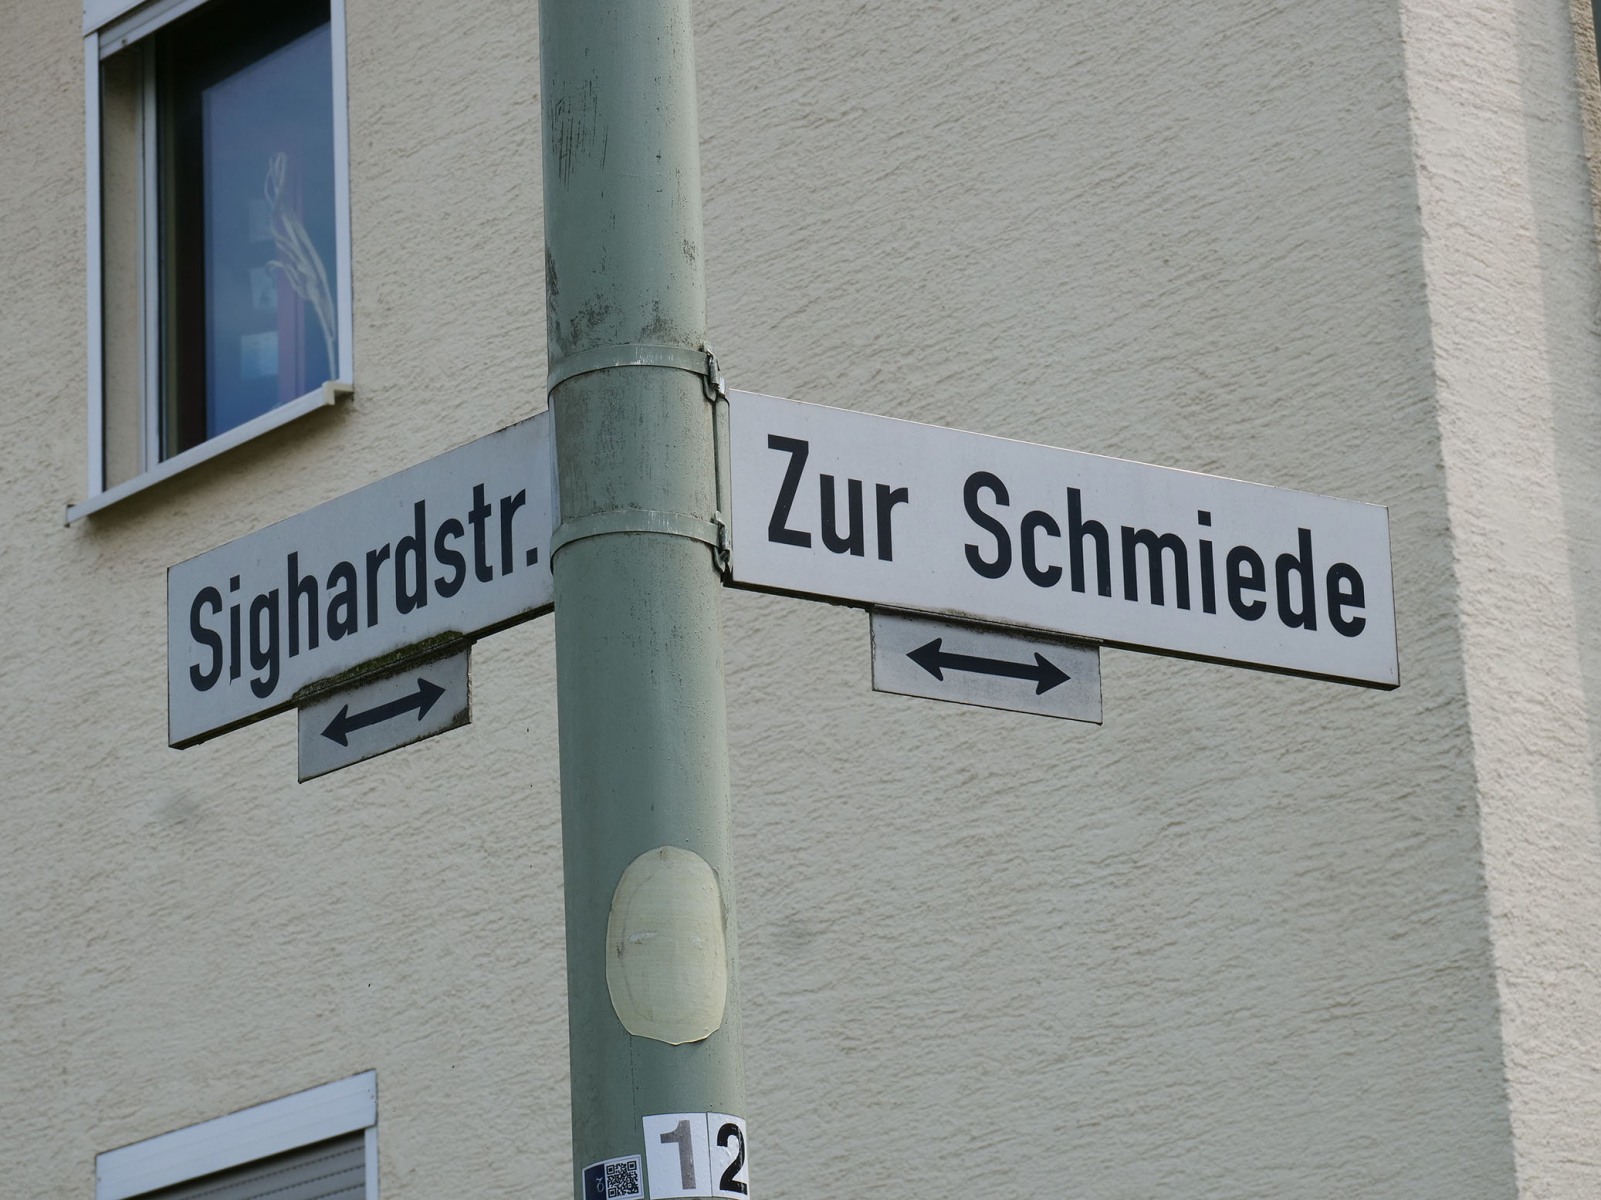 Sighardstr.
Zur Schmiede
12